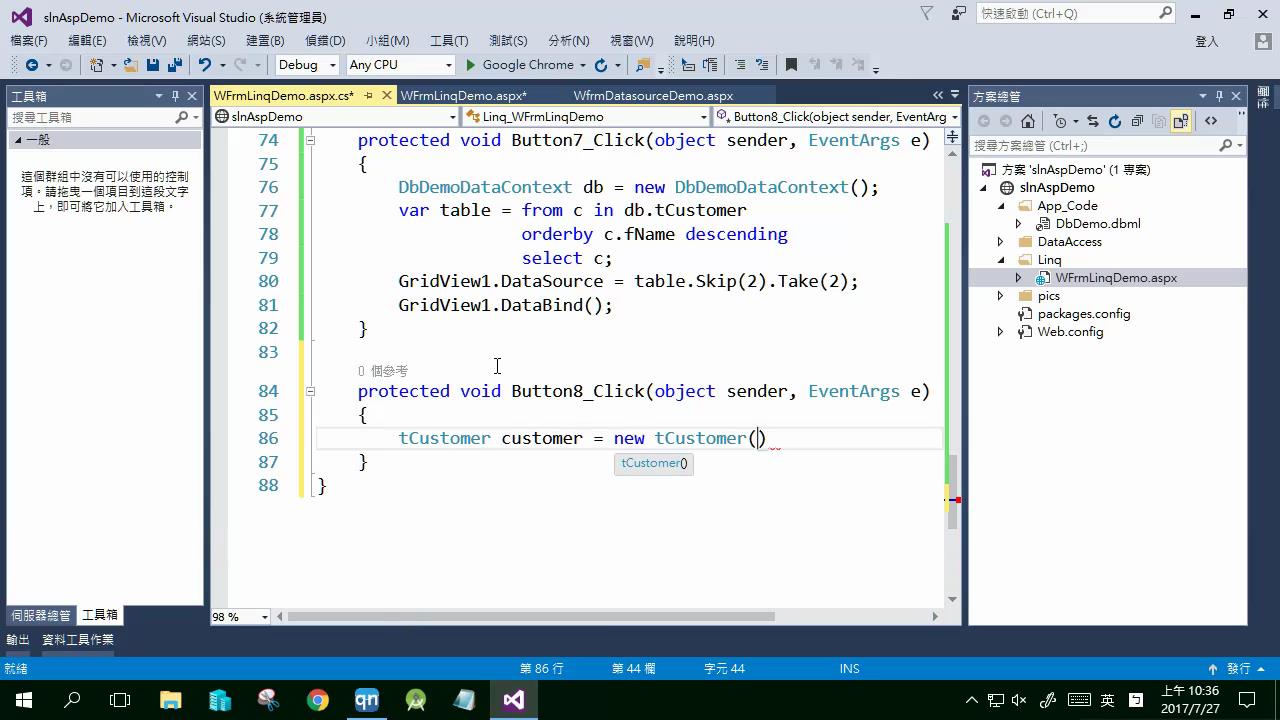 slnAspDemo - Microsoft Visual Studio (系統管理員)
快速啟動 (Ctrl+Q)
檔案(F) 編輯(E) 檢視(V) 網站(S) 建置(B) 偵錯(D) 小組(M) 工具(T) 測試(S) 分析(N) 視窗(W) 說明(H)
登入
Debug Any CPU Google Chrome
工具箱
WFrmLinqDemo.aspx.cs* WFrmLinqDemo.aspx* WfrmDatasourceDemo.aspx
方案總管
搜尋工具箱
slnAspDemo Linq_WFrmLinqDemo Button8_Click(object sender, EventArg
一般
這個群組中沒有可以使用的控制
項。請拖曳一個項目到這段文字
上，即可將它加入工具箱。
74 protected void Button7_Click(object sender, EventArgs e)
75 {
76 DbDemoDataContext db = new DbDemoDataContext();
77 var table = from c in db.tCustomer
78 orderby c.fName descending
79 select c;
80 GridView1.DataSource = table.Skip(2).Take(2);
81 GridView1.DataBind();
82 }
83
0 個參考
84 protected void Button8_Click(object sender, EventArgs e)
85 {
86 tCustomer customer = new tCustomer()
87 }
tCustomer()
88 }
98 %
搜尋方案總管 (Ctrl+;)
方案 'slnAspDemo' (1 專案)
slnAspDemo
App_Code
DbDemo.dbml
DataAccess
Linq
WFrmLinqDemo.aspx
pics
packages.config
Web.config
伺服器總管 工具箱
輸出 資料工具作業
就緒 第 86 行 第 44 欄 字元 44 INS 發行
qn
英
上午 10:36
2017/7/27